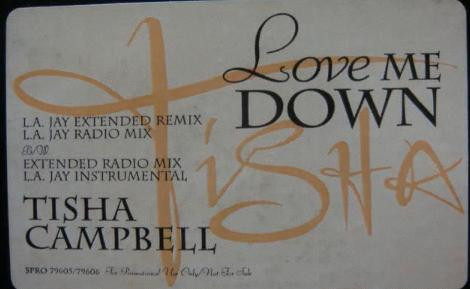 Love ME
DOWN
TISHA
L.A. JAY EXTENDED REMIX
L.A. JAY RADIO MIX
B/W
EXTENDED RADIO MIX
L.A. JAY INSTRUMENTAL
TISHA
CAMPBELL
SPRO 79605/79606 For Promotional Use Only/Not For Sale